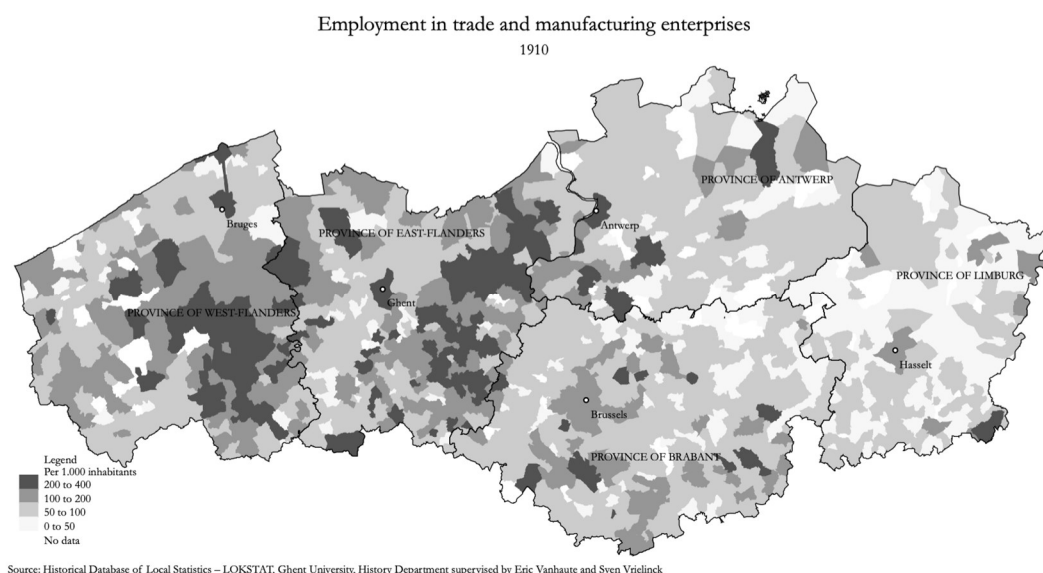 Employment in trade and manufacturing enterprises
1910
PROVINCE OF ANTWERP
Bruges
Antwerp
PROVINCE OF EAST-FLANDERS
PROVINCE OF LIMBURG
Ghent
PROVINCE OF WEST-FLANDERS
Hasselt
Brussels
PROVINCE OF BRABANT
Legend
Per 1.000 inhabitants
200 to 400
100 to 200
50 to 100
0 to 50
No data
Source: Historical Database of Local Statistics – LOKSTAT, Ghent University, History Department supervised by Eric Vanhaute and Sven Vrielinck